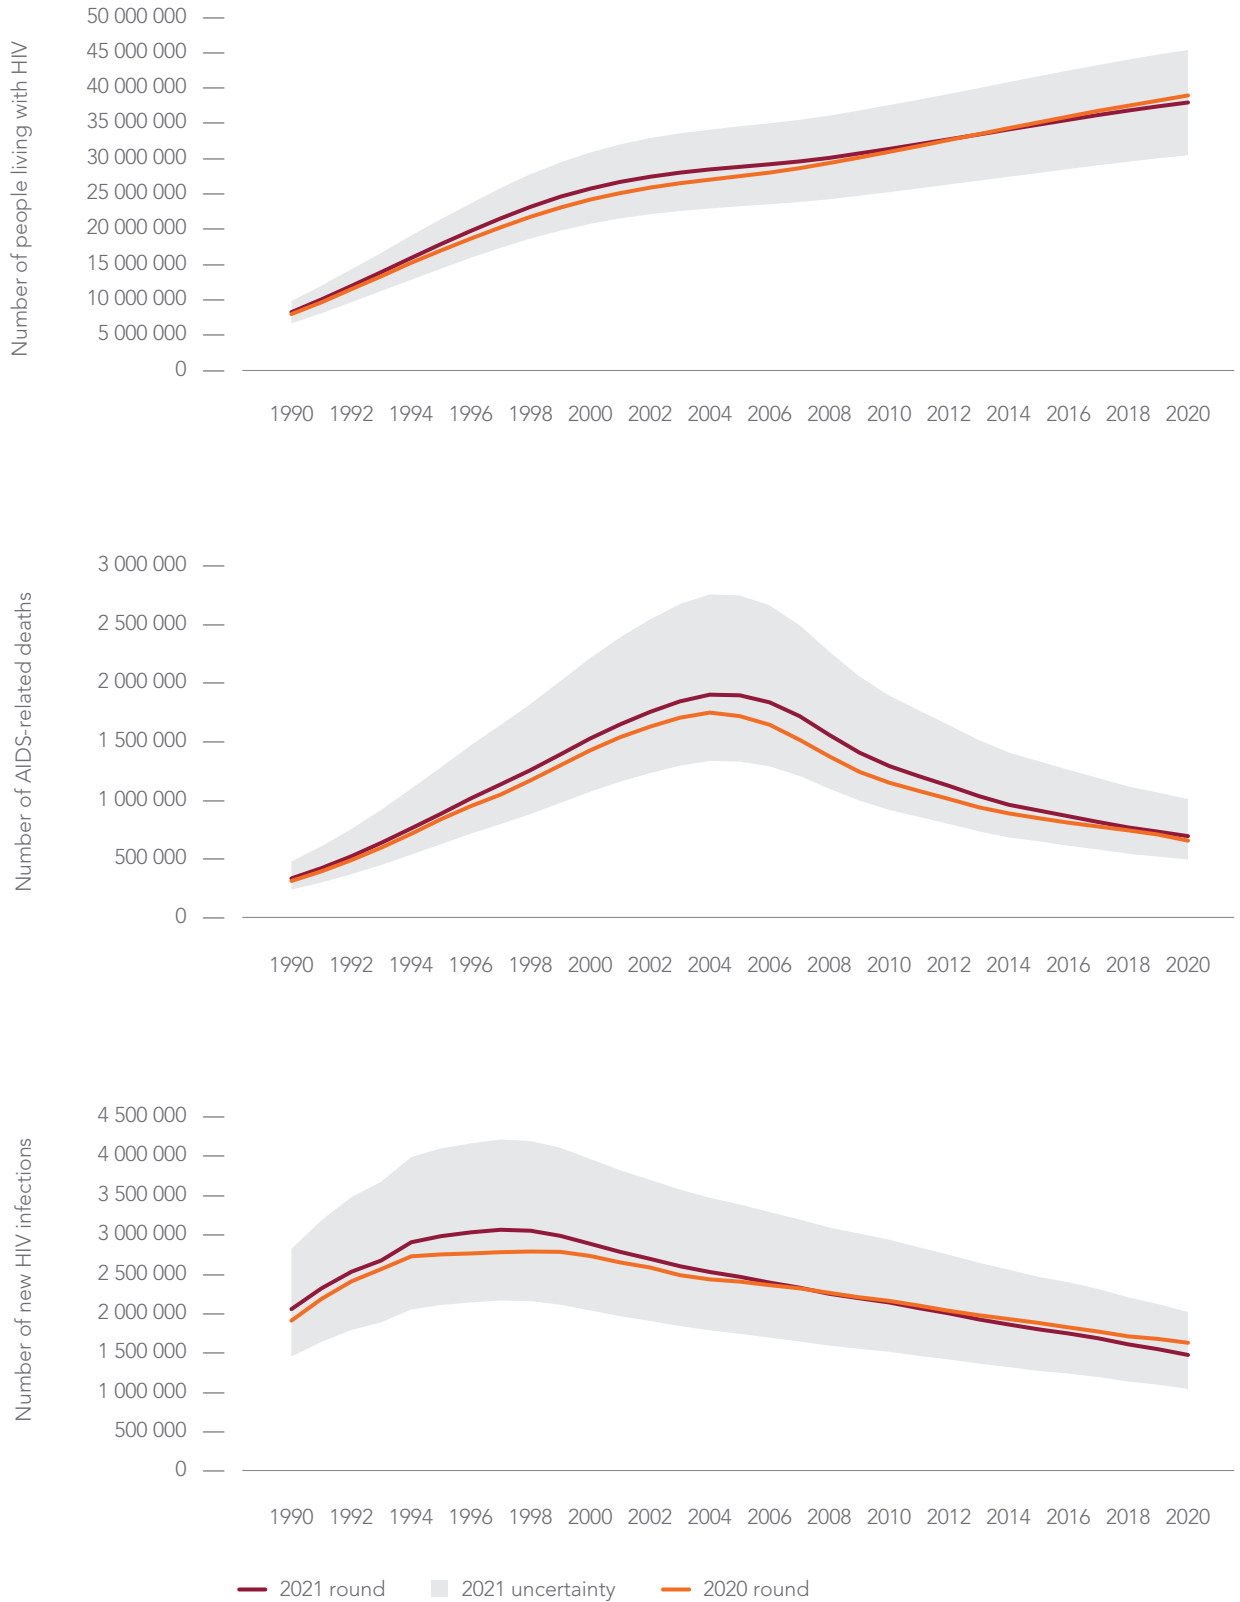 Number of people living with HIV
50 000 000
45 000 000
40 000 000
35 000 000
30 000 000
25 000 000
20 000 000
15 000 000
10 000 000
5 000 000
0
1990 1992 1994 1996 1998 2000 2002 2004 2006 2008 2010 2012 2014 2016 2018 2020
Number of AIDS-related deaths
3 000 000
2 500 000
2 000 000
1 500 000
1 000 000
500 000
0
1990 1992 1994 1996 1998 2000 2002 2004 2006 2008 2010 2012 2014 2016 2018 2020
Number of new HIV infections
4 500 000
4 000 000
3 500 000
3 000 000
2 500 000
2 000 000
1 500 000
1 000 000
500 000
0
1990 1992 1994 1996 1998 2000 2002 2004 2006 2008 2010 2012 2014 2016 2018 2020
2021 round 2021 uncertainty 2020 round